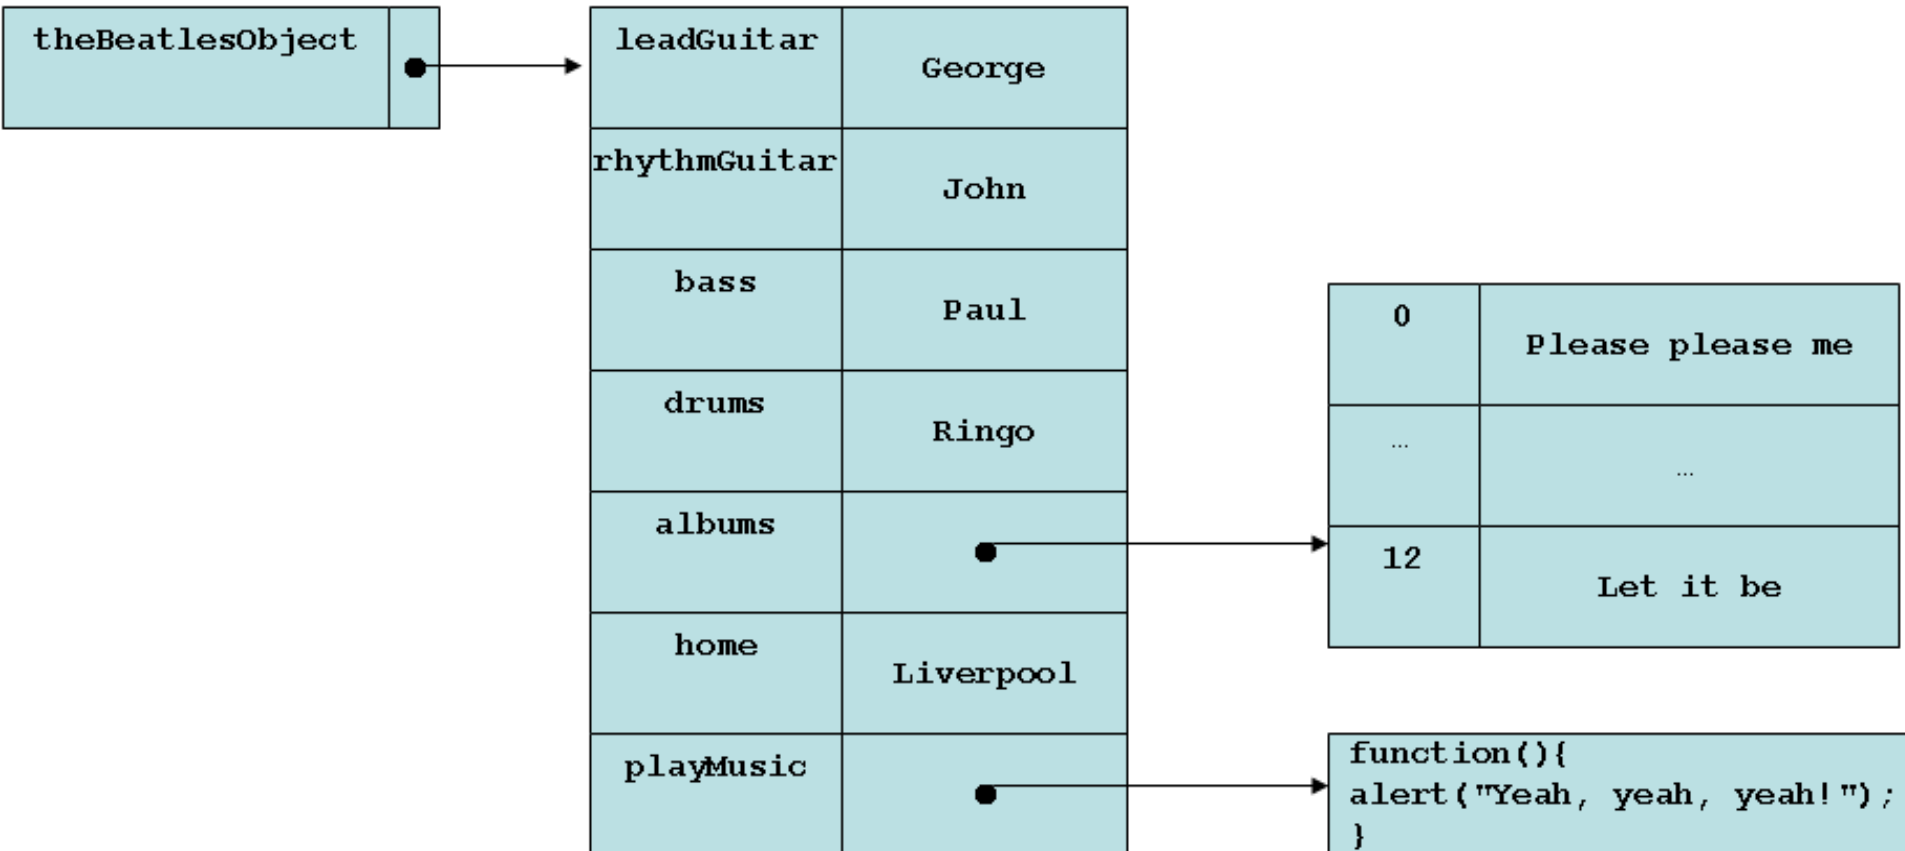 theBeatlesObject
leadGuitar
George
rhythmGuitar
John
bass
Paul
drums
Ringo
albums
home
Liverpool
playMusic
0
Please please me
...
...
12
Let it be
function(){
alert("Yeah, yeah, yeah!");
}